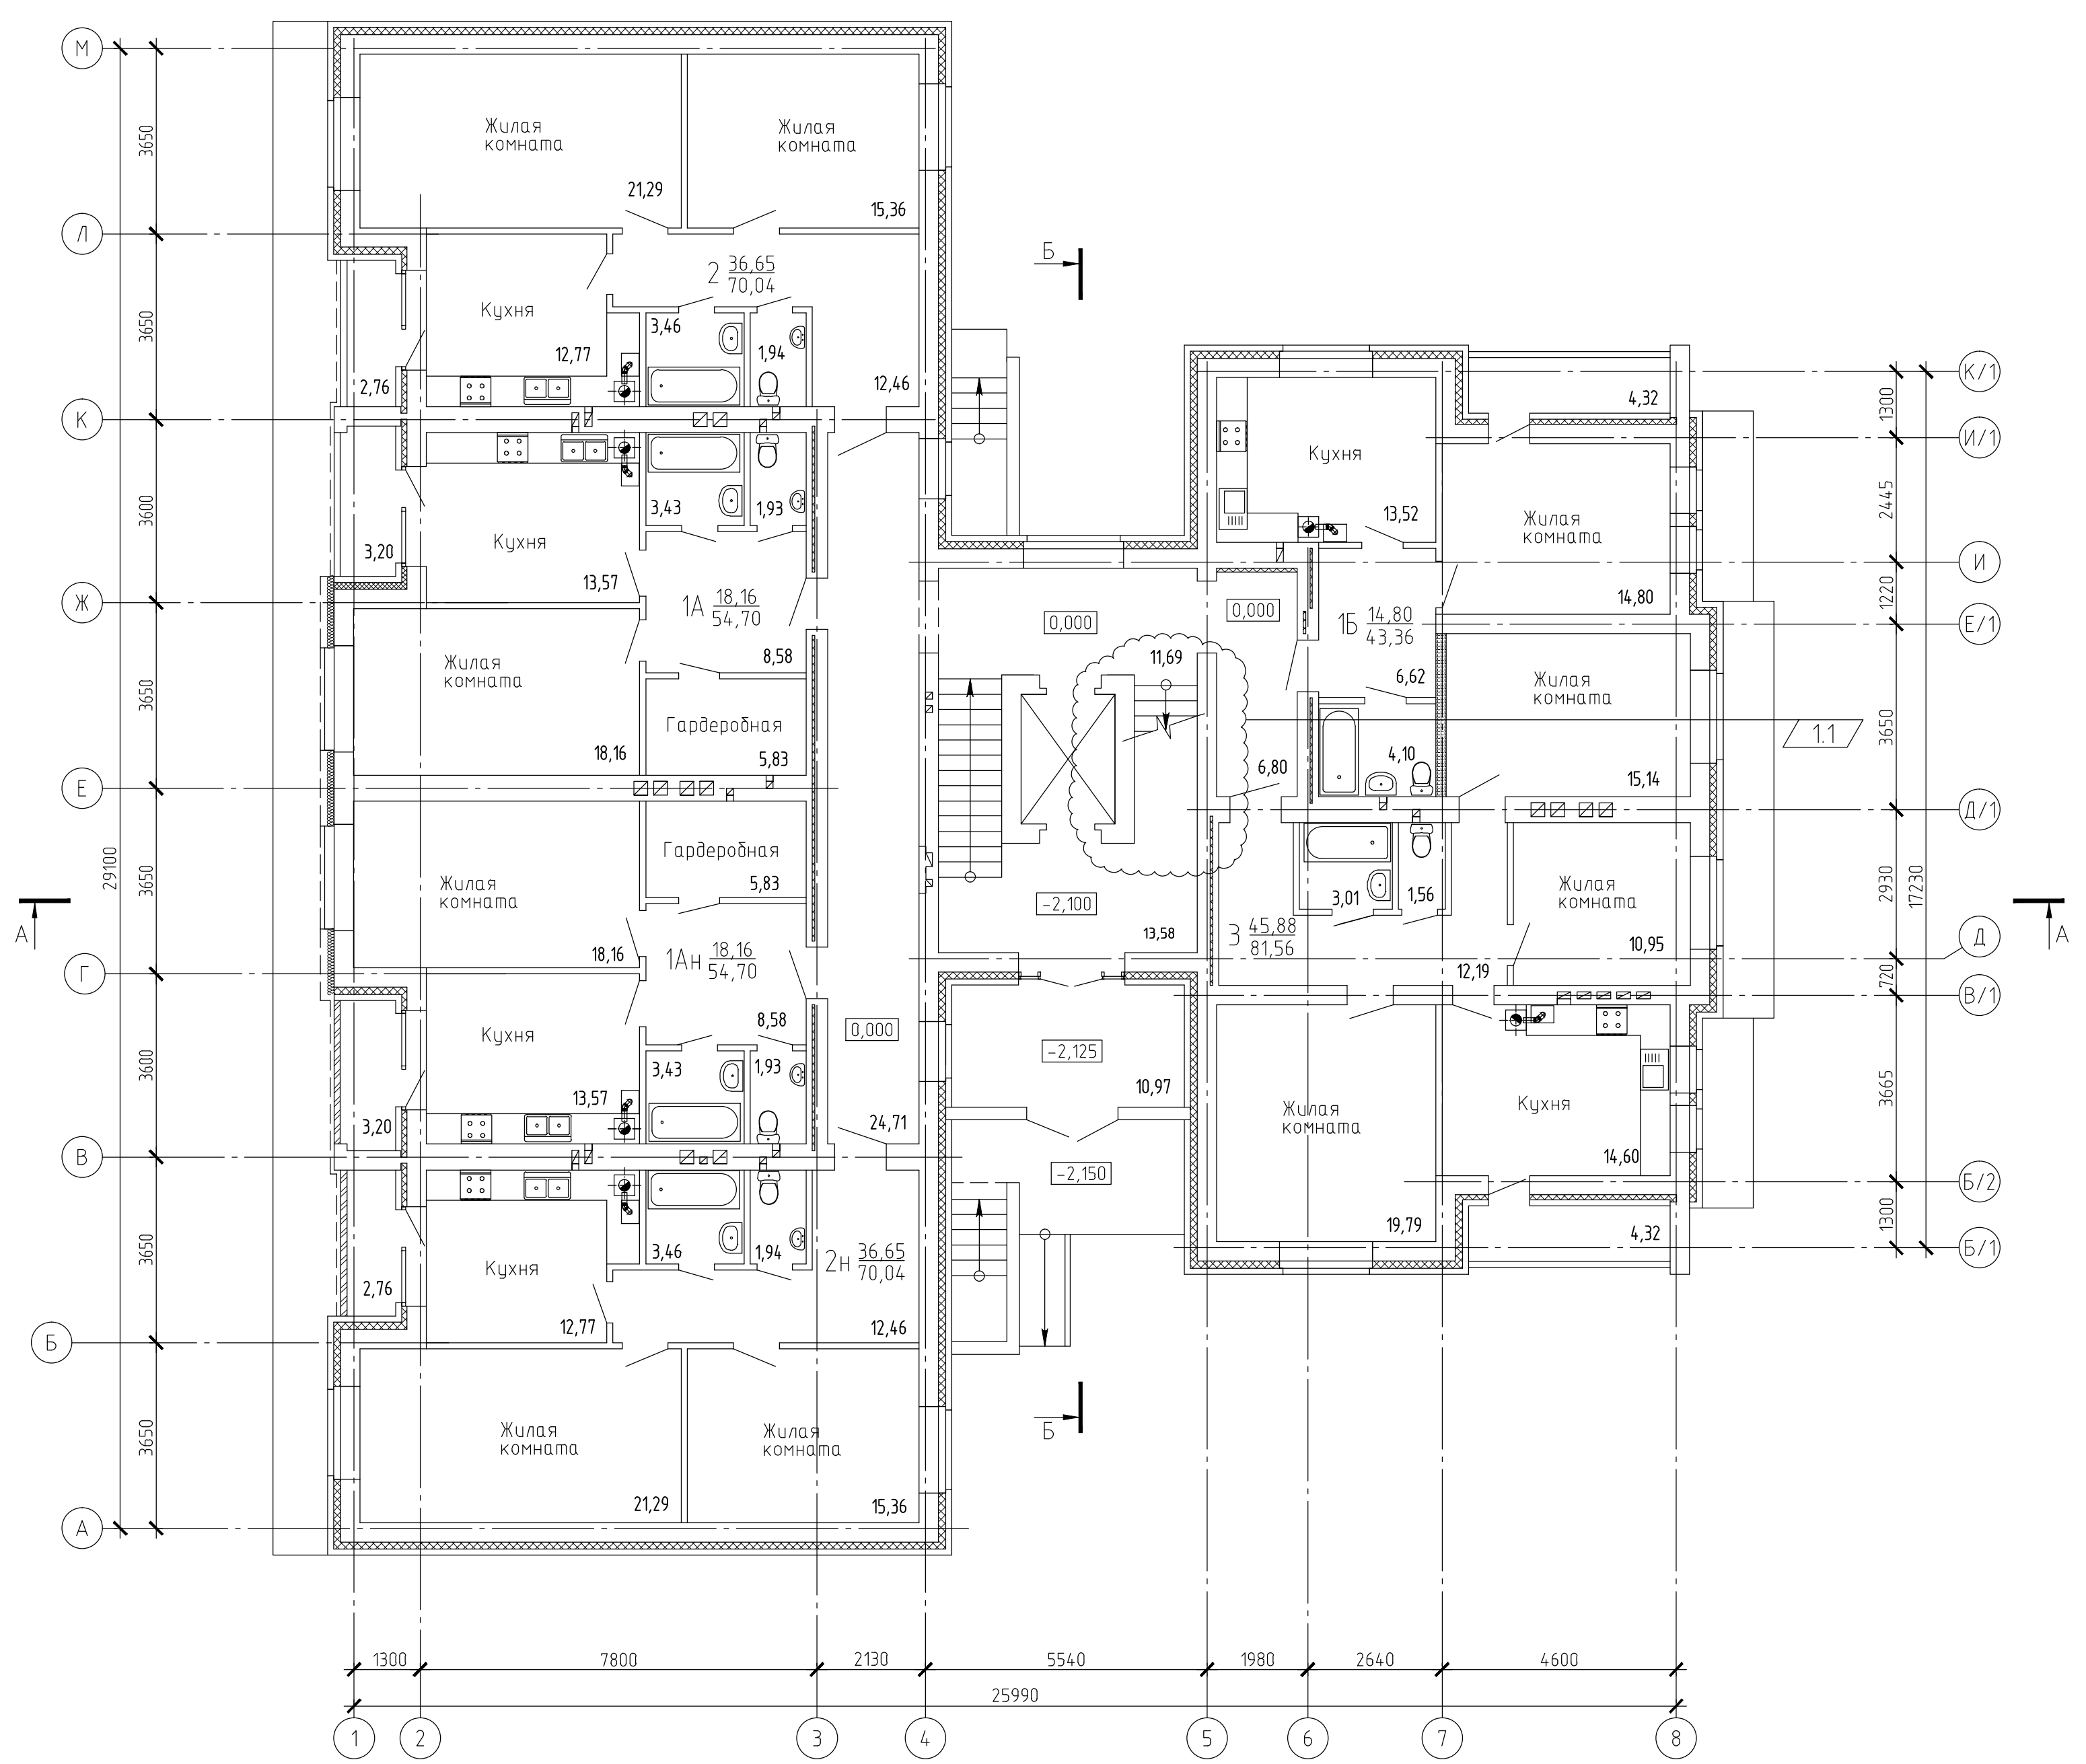 М
3650
Жилая
комната
21,29
Жилая
комната
15,36
Л
3650
2 36,65
70,04
Кухня
12,77
3,46
1,94
2,76
12,46
Б
К
3600
Кухня
13,57
3,43
1,93
3,20
1А 18,16
54,70
8,58
Ж
3650
Жилая
комната
18,16
Гардеробная
5,83
Е
29100
3650
Жилая
комната
18,16
Гардеробная
5,83
А
1Ан 18,16
54,70
Г
3600
Кухня
13,57
8,58
3,43
1,93
3,20
0,000
24,71
В
3650
Кухня
12,77
3,46
1,94
2,76
2н 36,65
70,04
12,46
Б
3650
Жилая
комната
21,29
Жилая
комната
15,36
А
0,000
0,000
11,69
6,80
-2,100
13,58
-2,125
10,97
-2,150
Б
Кухня
13,52
4,32
Жилая
комната
14,80
1Б 14,80
43,36
6,62
4,10
Жилая
комната
15,14
1.1
3 45,88
81,56
3,01
1,56
Жилая
комната
10,95
12,19
Жилая
комната
19,79
Кухня
14,60
4,32
К/1
1300
И/1
2445
И
1220
Е/1
3650
Д/1
2930
17230
Д
А
720
В/1
3665
Б/2
1300
Б/1
1300
7800
2130
5540
1980
2640
4600
25990
1
2
3
4
5
6
7
8